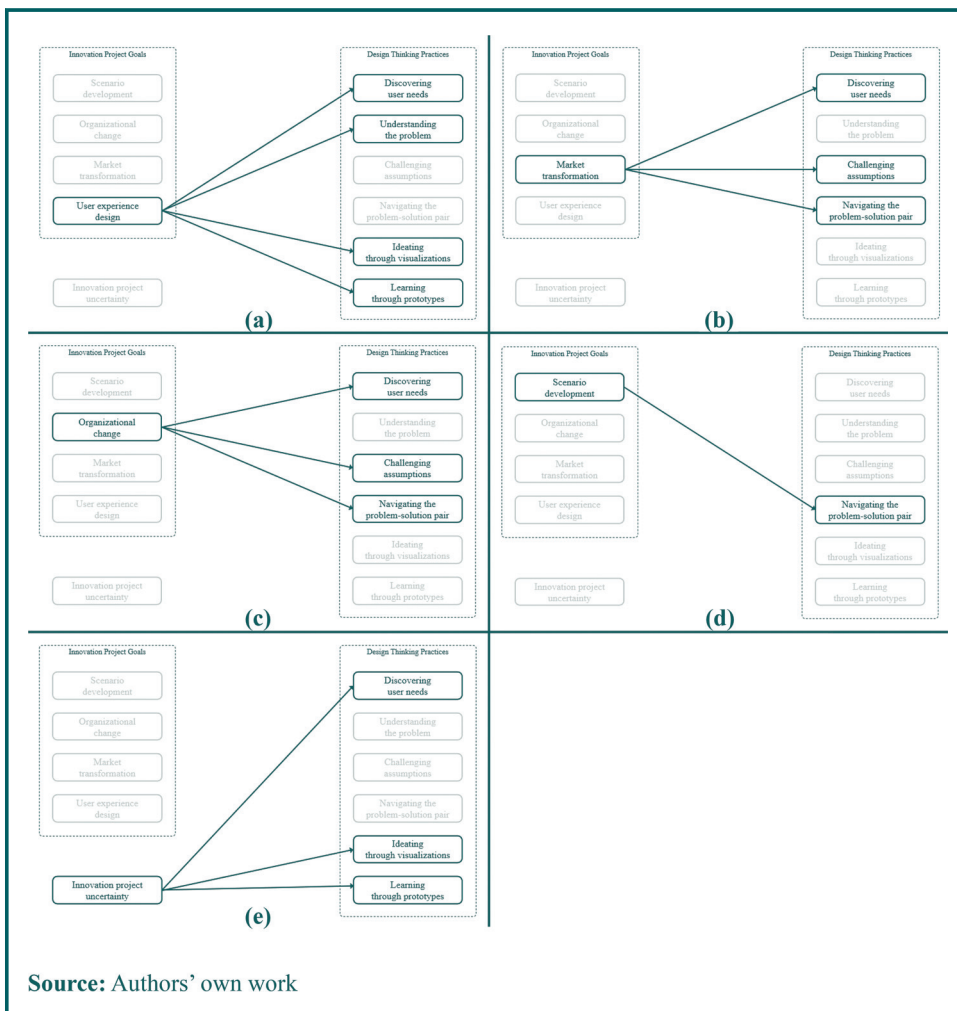 Innovation Project Goals
Scenario
development
Organizational
change
Market
transformation
User experience
design
Innovation project
uncertainty
Design Thinking Practices
Discovering
user needs
Understanding
the problem
Challenging
assumptions
Navigating the
problem-solution pair
Ideating
through visualizations
Learning
through prototypes
(a)
Innovation Project Goals
Scenario
development
Organizational
change
Market
transformation
User experience
design
Innovation project
uncertainty
Design Thinking Practices
Discovering
user needs
Understanding
the problem
Challenging
assumptions
Navigating the
problem-solution pair
Ideating
through visualizations
Learning
through prototypes
(b)
Innovation Project Goals
Scenario
development
Organizational
change
Market
transformation
User experience
design
Innovation project
uncertainty
Design Thinking Practices
Discovering
user needs
Understanding
the problem
Challenging
assumptions
Navigating the
problem-solution pair
Ideating
through visualizations
Learning
through prototypes
(c)
Innovation Project Goals
Scenario
development
Organizational
change
Market
transformation
User experience
design
Innovation project
uncertainty
Design Thinking Practices
Discovering
user needs
Understanding
the problem
Challenging
assumptions
Navigating the
problem-solution pair
Ideating
through visualizations
Learning
through prototypes
(d)
Innovation Project Goals
Scenario
development
Organizational
change
Market
transformation
User experience
design
Innovation project
uncertainty
Design Thinking Practices
Discovering
user needs
Understanding
the problem
Challenging
assumptions
Navigating the
problem-solution pair
Ideating
through visualizations
Learning
through prototypes
(e)
Source: Authors’ own work